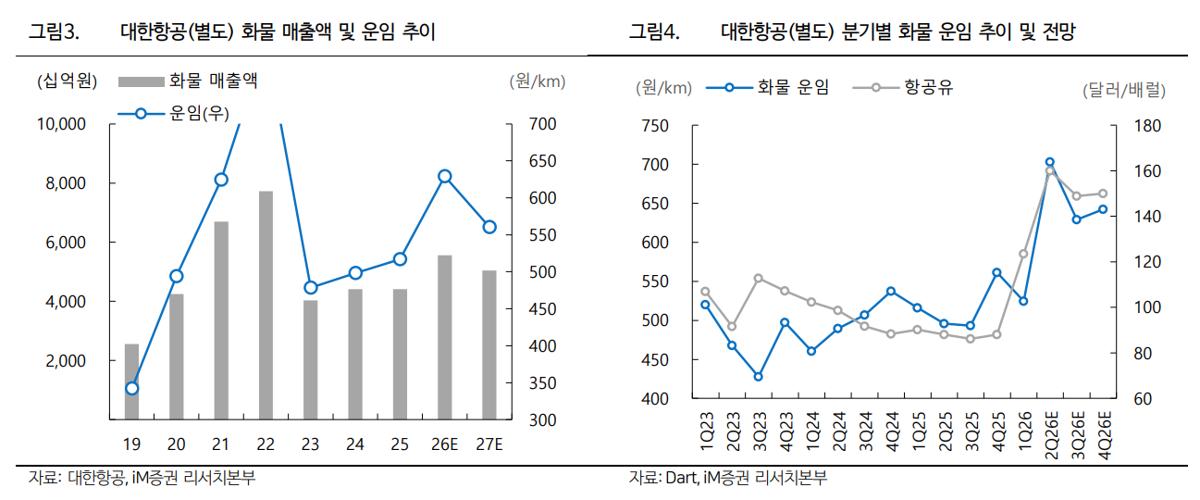 그림3. 대한항공(별도) 화물 매출액 및 운임 추이
(십억원) 화물 매출액 (원/km)
운임(우)
10,000 700
650
8,000 600
550
6,000 500
4,000 450
400
2,000 350
300
19 20 21 22 23 24 25 26E 27E
자료: 대한항공, iM증권 리서치본부
그림4. 대한항공(별도) 분기별 화물 운임 추이 및 전망
(원/km) 화물 운임 항공유 (달러/배럴)
750 180
700 160
650 140
600 120
550
500 100
450 80
400 60
1Q23 2Q23 3Q23 4Q23 1Q24 2Q24 3Q24 4Q24 1Q25 2Q25 3Q25 4Q25 1Q26 2Q26E 3Q26E 4Q26E
자료: Dart, iM증권 리서치본부